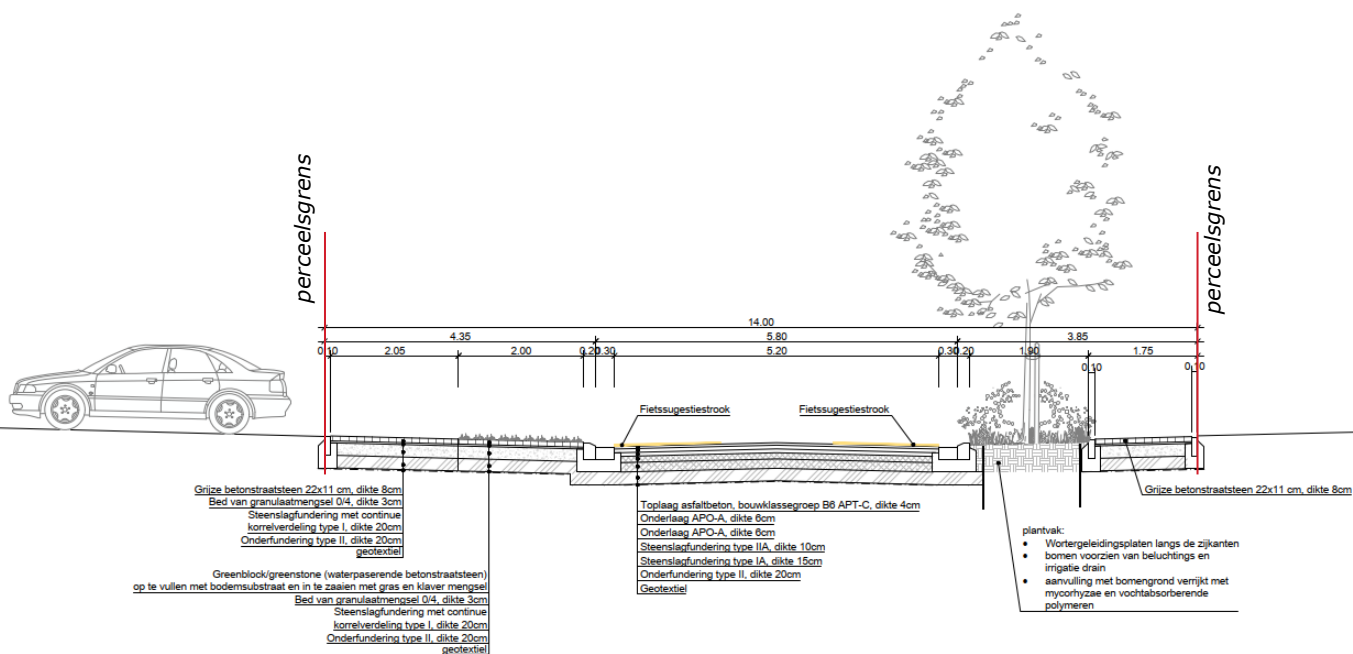 perceelsgrens
perceelsgrens
14.00
4.35
5.80
3.85
0.10
2.05
2.00
0.20
0.30
5.20
0.30
0.20
1.90
0.10
1.75
0.10
Fietssugestiestrook
Fietssugestiestrook
Grijze betonstraatsteen 22x11 cm, dikte 8cm
Bed van granulaatmengsel 0/4, dikte 3cm
Steenslagfundering met continue
korrelverdeling type I, dikte 20cm
Onderfundering type II, dikte 20cm
geotextiel
Greenblock/greenstone (waterpaserende betonstraatsteen)
op te vullen met bodemsubstraat en in te zaaien met gras en klaver mengsel
Bed van granulaatmengsel 0/4, dikte 3cm
Steenslagfundering met continue
korrelverdeling type I, dikte 20cm
Onderfundering type II, dikte 20cm
geotextiel
Toplaag asfaltbeton, bouwklassegroep B6 APT-C, dikte 4cm
Onderlaag APO-A, dikte 6cm
Onderlaag APO-A, dikte 6cm
Steenslagfundering type IIA, dikte 10cm
Steenslagfundering type IA, dikte 15cm
Onderfundering type II, dikte 20cm
Geotextiel
Grijze betonstraatsteen 22x11 cm, dikte 8cm
plantvak:
• Wortergeleidingsplaten langs de zijkanten
• bomen voorzien van beluchtings en
irrigatie drain
• aanvulling met bomengrond verrijkt met
mycorhyzae en vochtabsorberende
polymeren